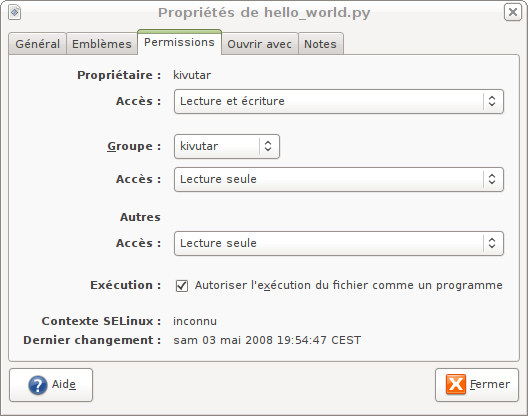 Propriétés de hello_world.py
Général Emblèmes Permissions Ouvrir avec Notes
Propriétaire : kivutar
Accès : Lecture et écriture
Groupe : kivutar
Accès : Lecture seule
Autres
Accès : Lecture seule
Exécution : Autoriser l'exécution du fichier comme un programme
Contexte SELinux : inconnu
Dernier changement : sam 03 mai 2008 19:54:47 CEST
Aide Fermer